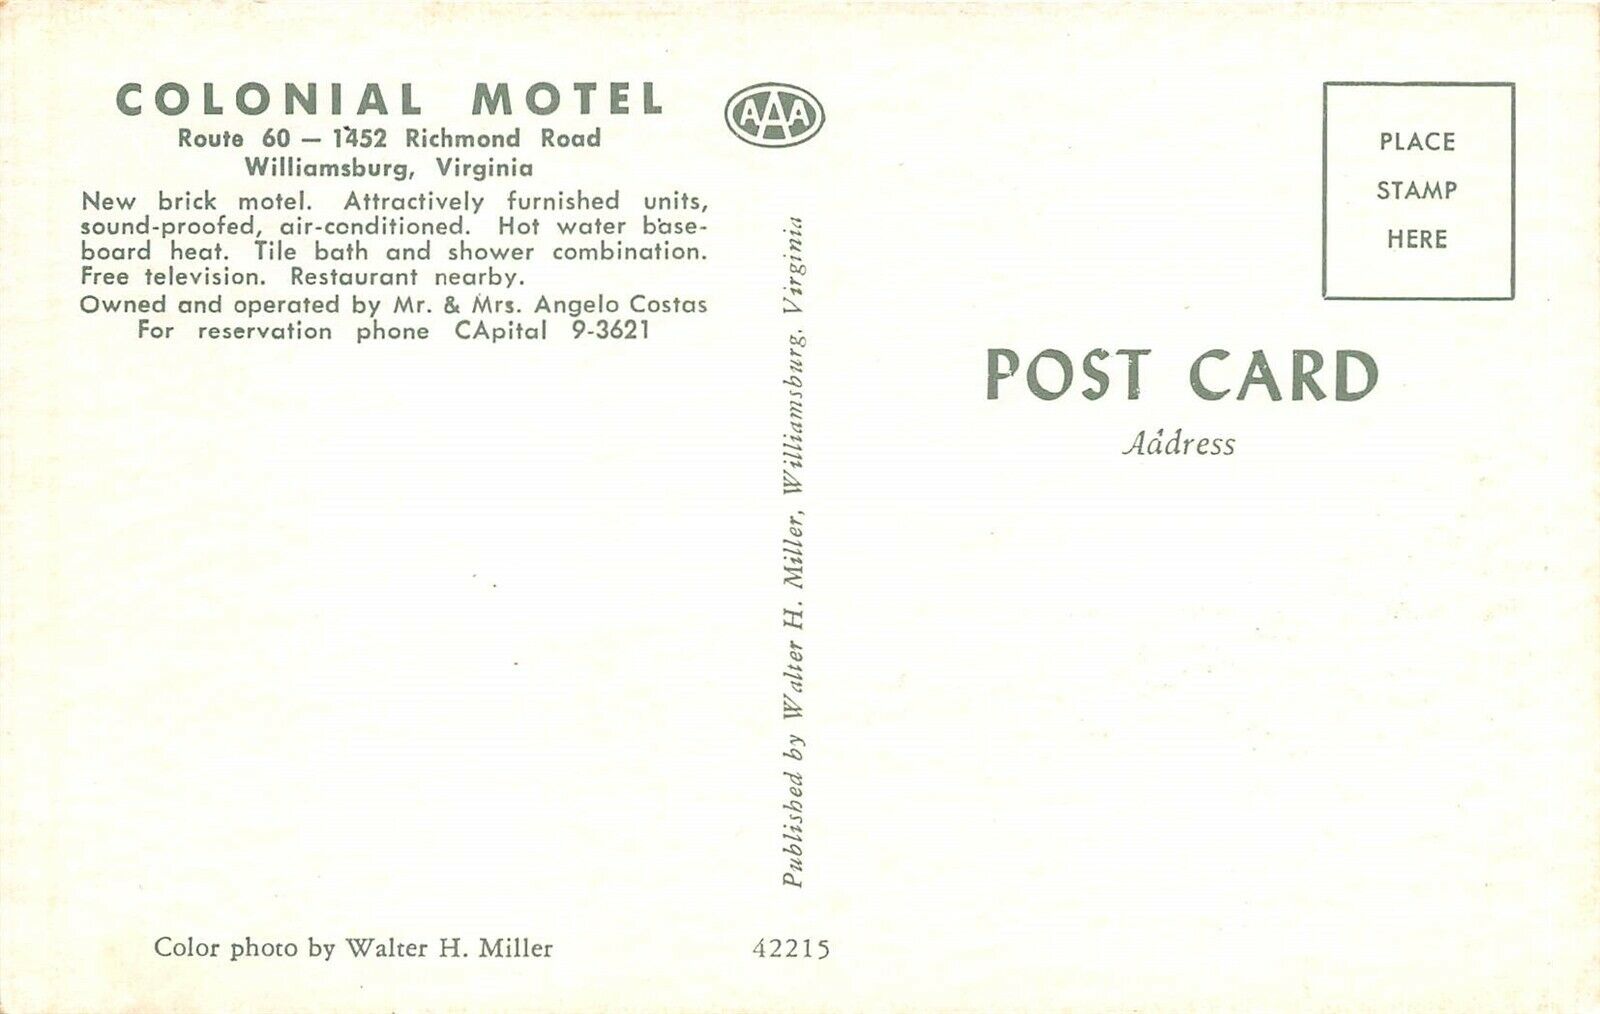 COLONIAL MOTEL
Route 60 — 1452 Richmond Road
Williamsburg, Virginia
New brick motel. Attractively furnished units,
sound-proofed, air-conditioned. Hot water base-
board heat. Tile bath and shower combination.
Free television. Restaurant nearby.
Owned and operated by Mr. & Mrs. Angelo Costas
For reservation phone CApital 9-3621
AAA
Published by Walter H. Miller, Williamsburg, Virginia
PLACE
STAMP
HERE
POST CARD
Address
Color photo by Walter H. Miller
42215